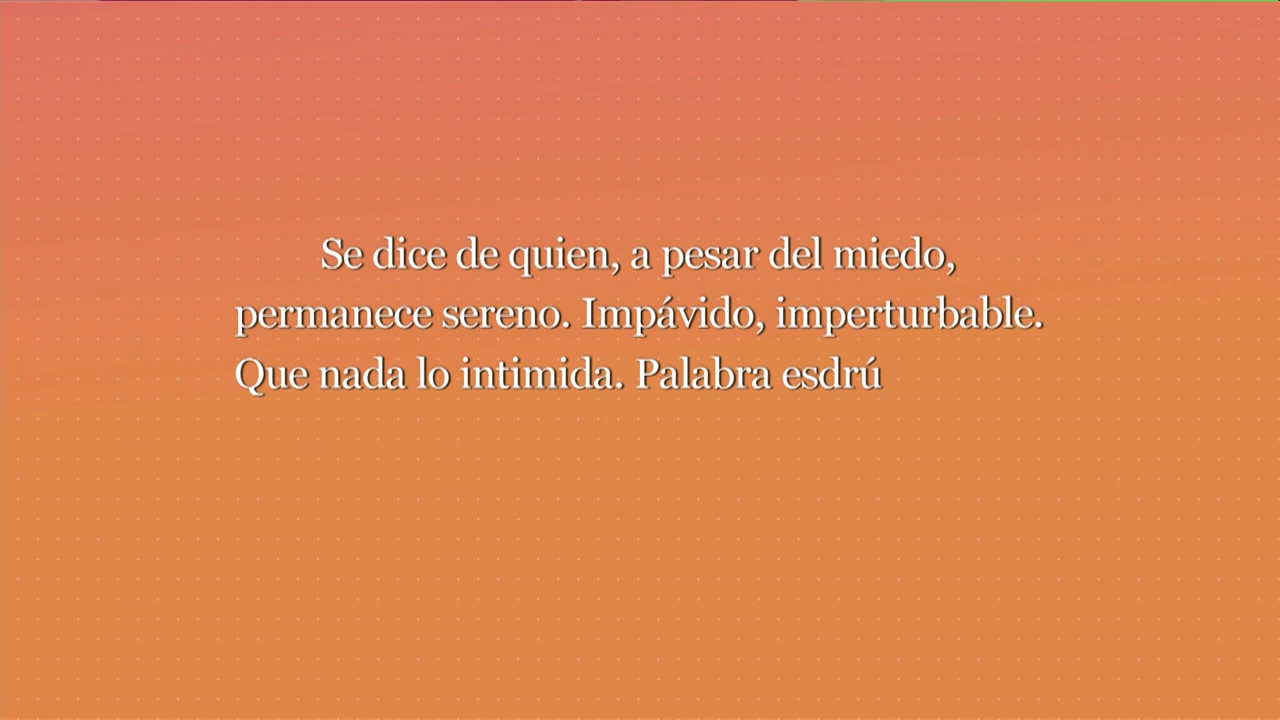 Se dice de quien, a pesar del miedo,
permanece sereno. Impávido, imperturbable.
Que nada lo intimida. Palabra esdrú